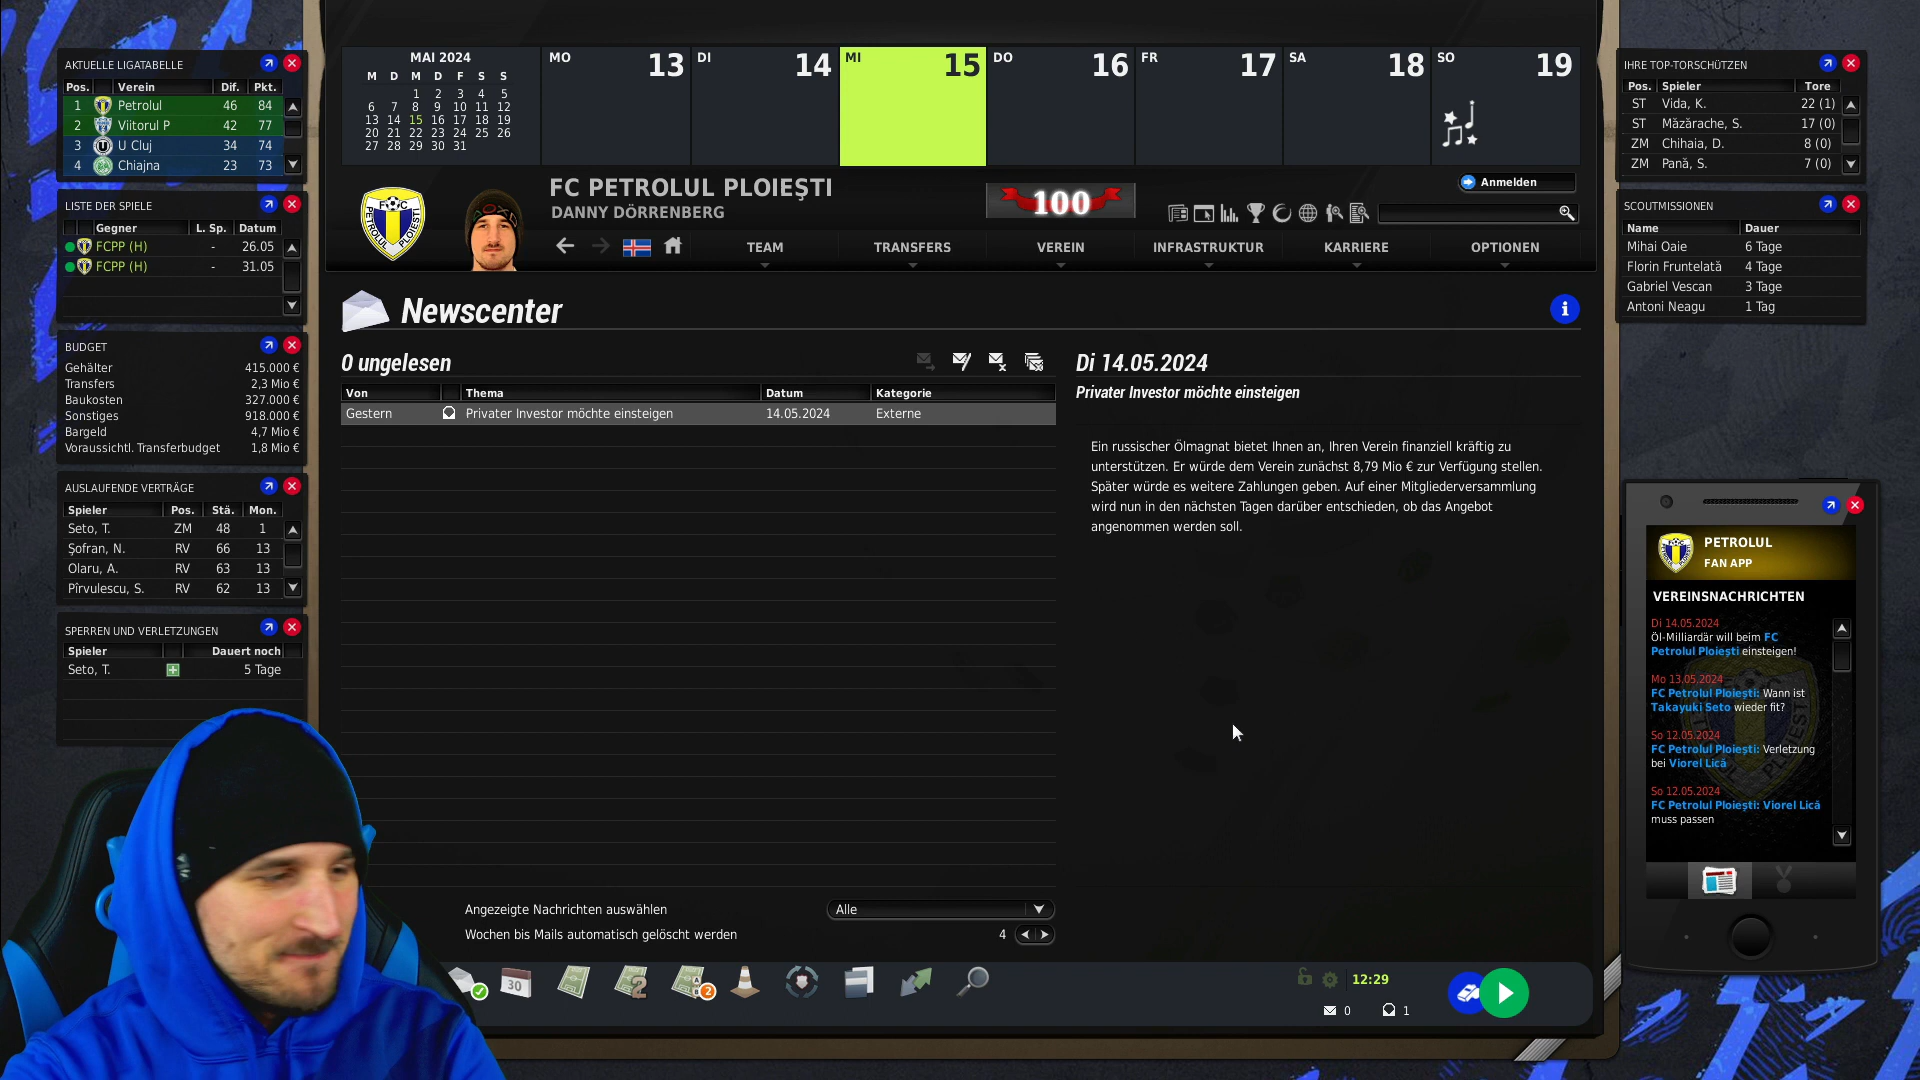 AKTUELLE LIGATABELLE
Pos. Verein Dif. Pkt.
1 Petrolul 46 84
2 Viitorul P 42 77
3 U Cluj 34 74
4 Chiajna 23 73
LISTE DER SPIELE
Gegner L. Sp. Datum
FCPP (H) - 26.05
FCPP (H) - 31.05
BUDGET
Gehälter 415.000 €
Transfers 2,3 Mio €
Baukosten 327.000 €
Sonstiges 918.000 €
Bargeld 4,7 Mio €
Voraussichtl. Transferbudget 1,8 Mio €
AUSLAUFENDE VERTRÄGE
Spieler Pos. Stä. Mon.
Seto, T. ZM 48 1
Şofran, N. RV 66 13
Olaru, A. RV 63 13
Pîrvulescu, S. RV 62 13
SPERREN UND VERLETZUNGEN
Spieler Dauert noch
Seto, T. 5 Tage
MAI 2024
M D M D F S S
1 2 3 4 5
6 7 8 9 10 11 12
13 14 15 16 17 18 19
20 21 22 23 24 25 26
27 28 29 30 31
MO 13
DI 14
MI 15
DO 16
FR 17
SA 18
SO 19
FC PETROLUL PLOIEŞTI
DANNY DÖRRENBERG
100
Anmelden
TEAM TRANSFERS VEREIN INFRASTRUKTUR KARRIERE OPTIONEN
Newscenter
0 ungelesen
Von Thema Datum Kategorie
Gestern Privater Investor möchte einsteigen 14.05.2024 Externe
Di 14.05.2024
Privater Investor möchte einsteigen
Ein russischer Ölmagnat bietet Ihnen an, Ihren Verein finanziell kräftig zu
unterstützen. Er würde dem Verein zunächst 8,79 Mio € zur Verfügung stellen.
Später würde es weitere Zahlungen geben. Auf einer Mitgliederversammlung
wird nun in den nächsten Tagen darüber entschieden, ob das Angebot
angenommen werden soll.
Angezeigte Nachrichten auswählen Alle
Wochen bis Mails automatisch gelöscht werden 4
30
2
2
12:29
0 1
IHRE TOP-TORSCHÜTZEN
Pos. Spieler Tore
ST Vida, K. 22 (1)
ST Măzărache, S. 17 (0)
ZM Chihaia, D. 8 (0)
ZM Pană, S. 7 (0)
SCOUTMISSIONEN
Name Dauer
Mihai Oaie 6 Tage
Florin Fruntelată 4 Tage
Gabriel Vescan 3 Tage
Antoni Neagu 1 Tag
PETROLUL
FAN APP
VEREINSNACHRICHTEN
Di 14.05.2024
Öl-Milliardär will beim FC
Petrolul Ploieşti einsteigen!
Mo 13.05.2024
FC Petrolul Ploieşti: Wann ist
Takayuki Seto wieder fit?
So 12.05.2024
FC Petrolul Ploieşti: Verletzung
bei Viorel Lică
So 12.05.2024
FC Petrolul Ploieşti: Viorel Lică
muss passen